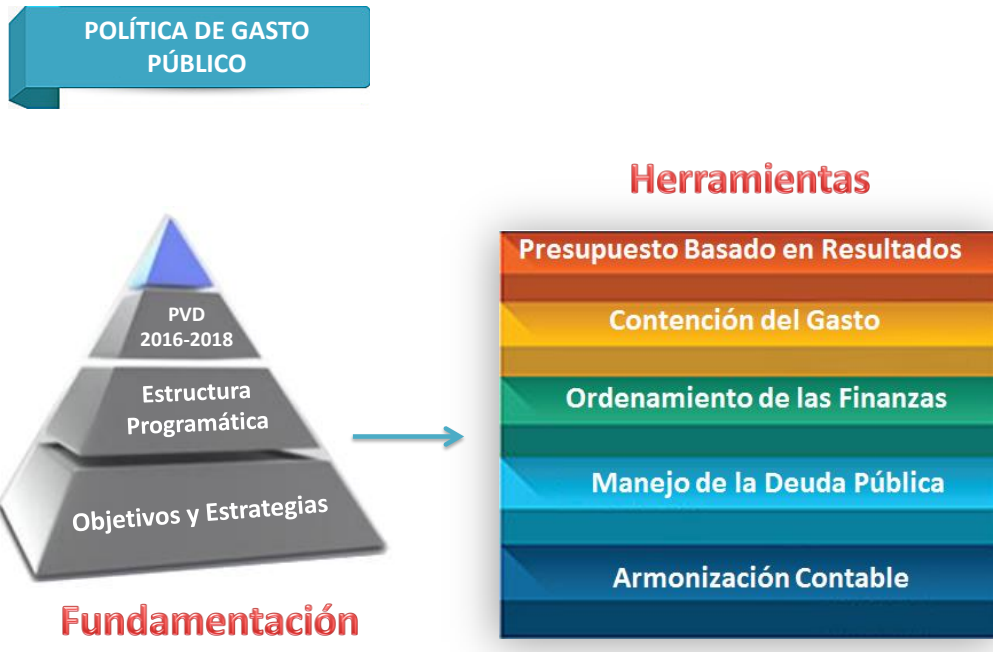 POLÍTICA DE GASTO
PÚBLICO
Herramientas
PVD
2016-2018
Estructura
Programática
Objetivos y Estrategias
Fundamentación
Presupuesto Basado en Resultados
Contención del Gasto
Ordenamiento de las Finanzas
Manejo de la Deuda Pública
Armonización Contable